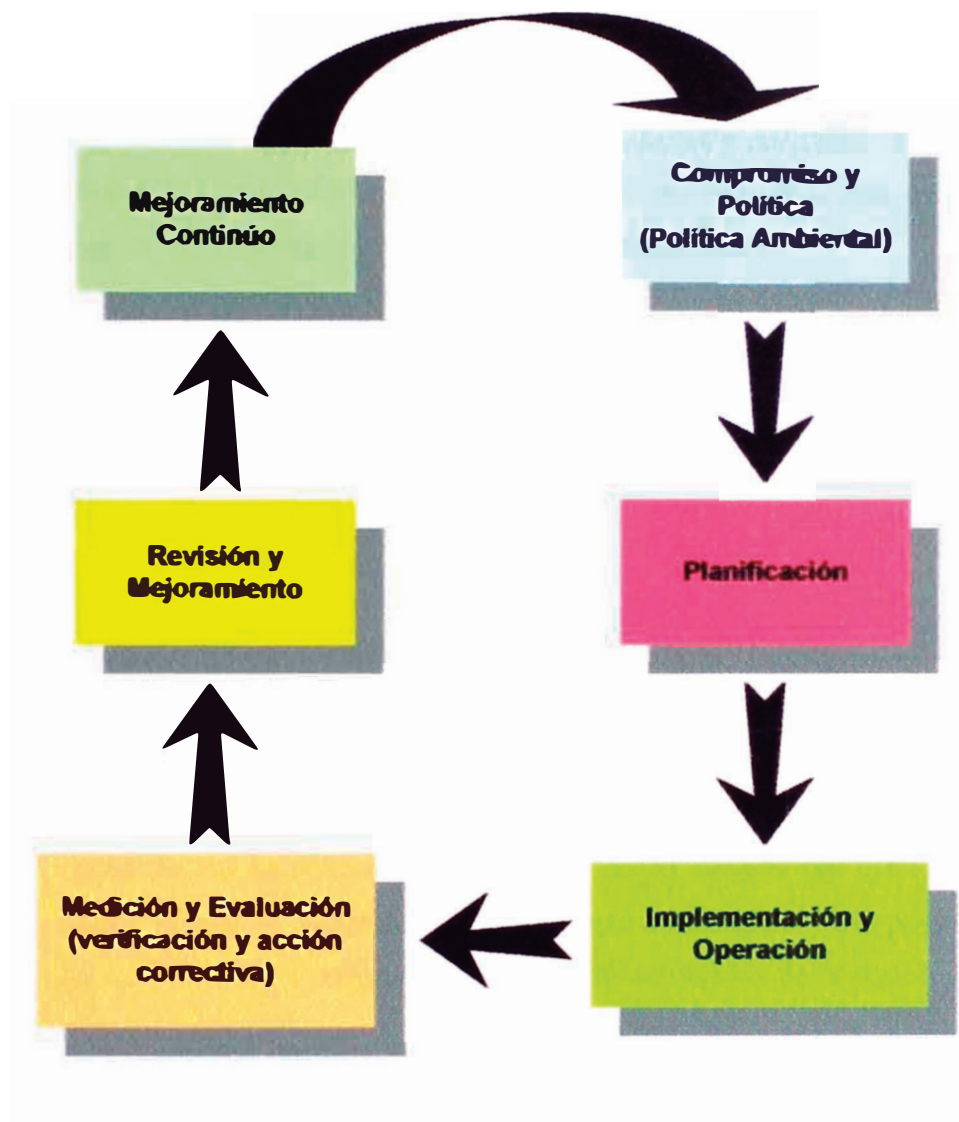 Mejoramiento
Continúo
Compromiso y
Política
(Política Ambiental)
Revisión y
Mejoramiento
Planificación
Medición y Evaluación
(verificación y acción
correctiva)
Implementación y
Operación